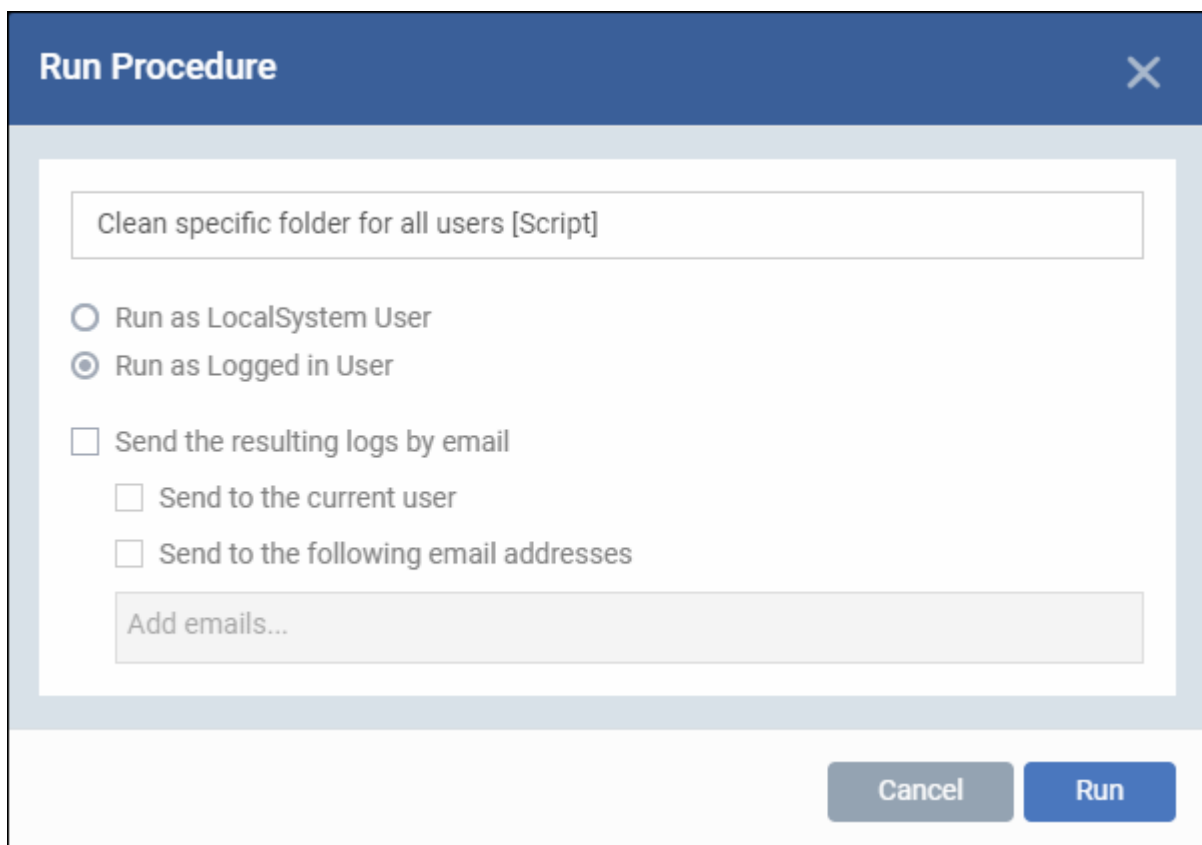 Run Procedure
Clean specific folder for all users [Script]
Run as LocalSystem User
Run as Logged in User
Send the resulting logs by email
Send to the current user
Send to the following email addresses
Add emails...
Cancel Run